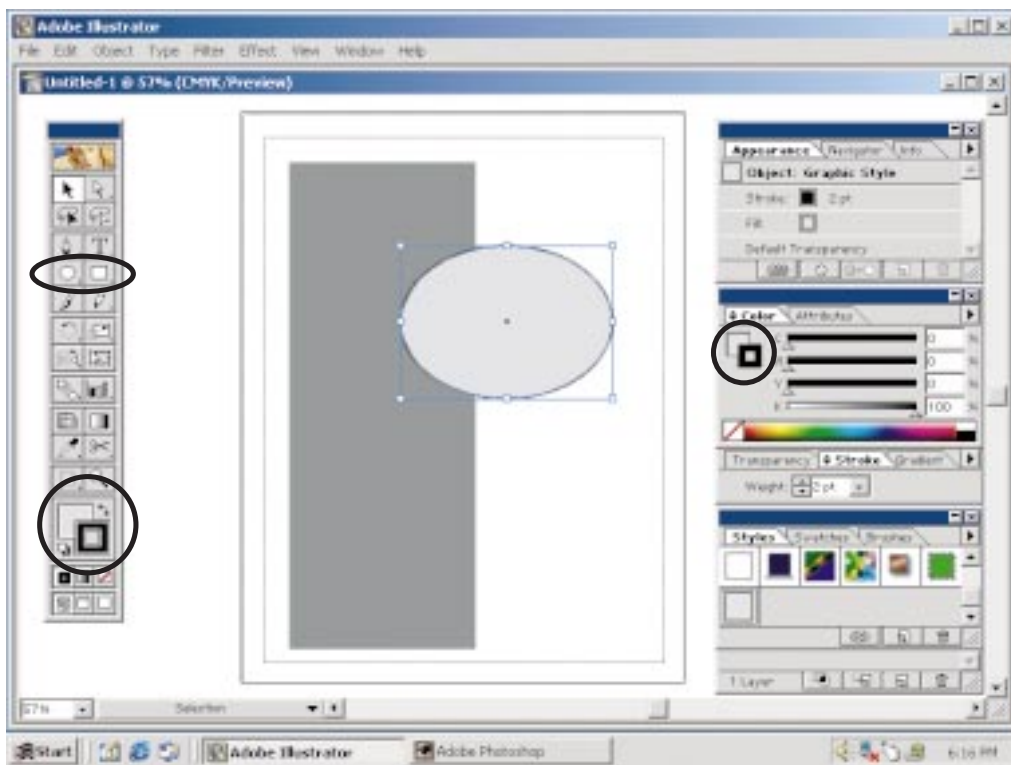 Adobe Illustrator
File Edit Object Type Filter Effect View Window Help
Untitled-1 @ 57% (CMYK/Preview)
Appearance Navigator Info
Object: Graphic Style
Stroke: 2 pt
Fill:
Default Transparency
Color Attributes
C 0 %
M 0 %
Y 0 %
K 100 %
Transparency Stroke Gradient
Weight: 2 pt
Styles Swatches Brushes
1 Layer
57% Selection
Start Adobe Illustrator Adobe Photoshop 6:16 PM